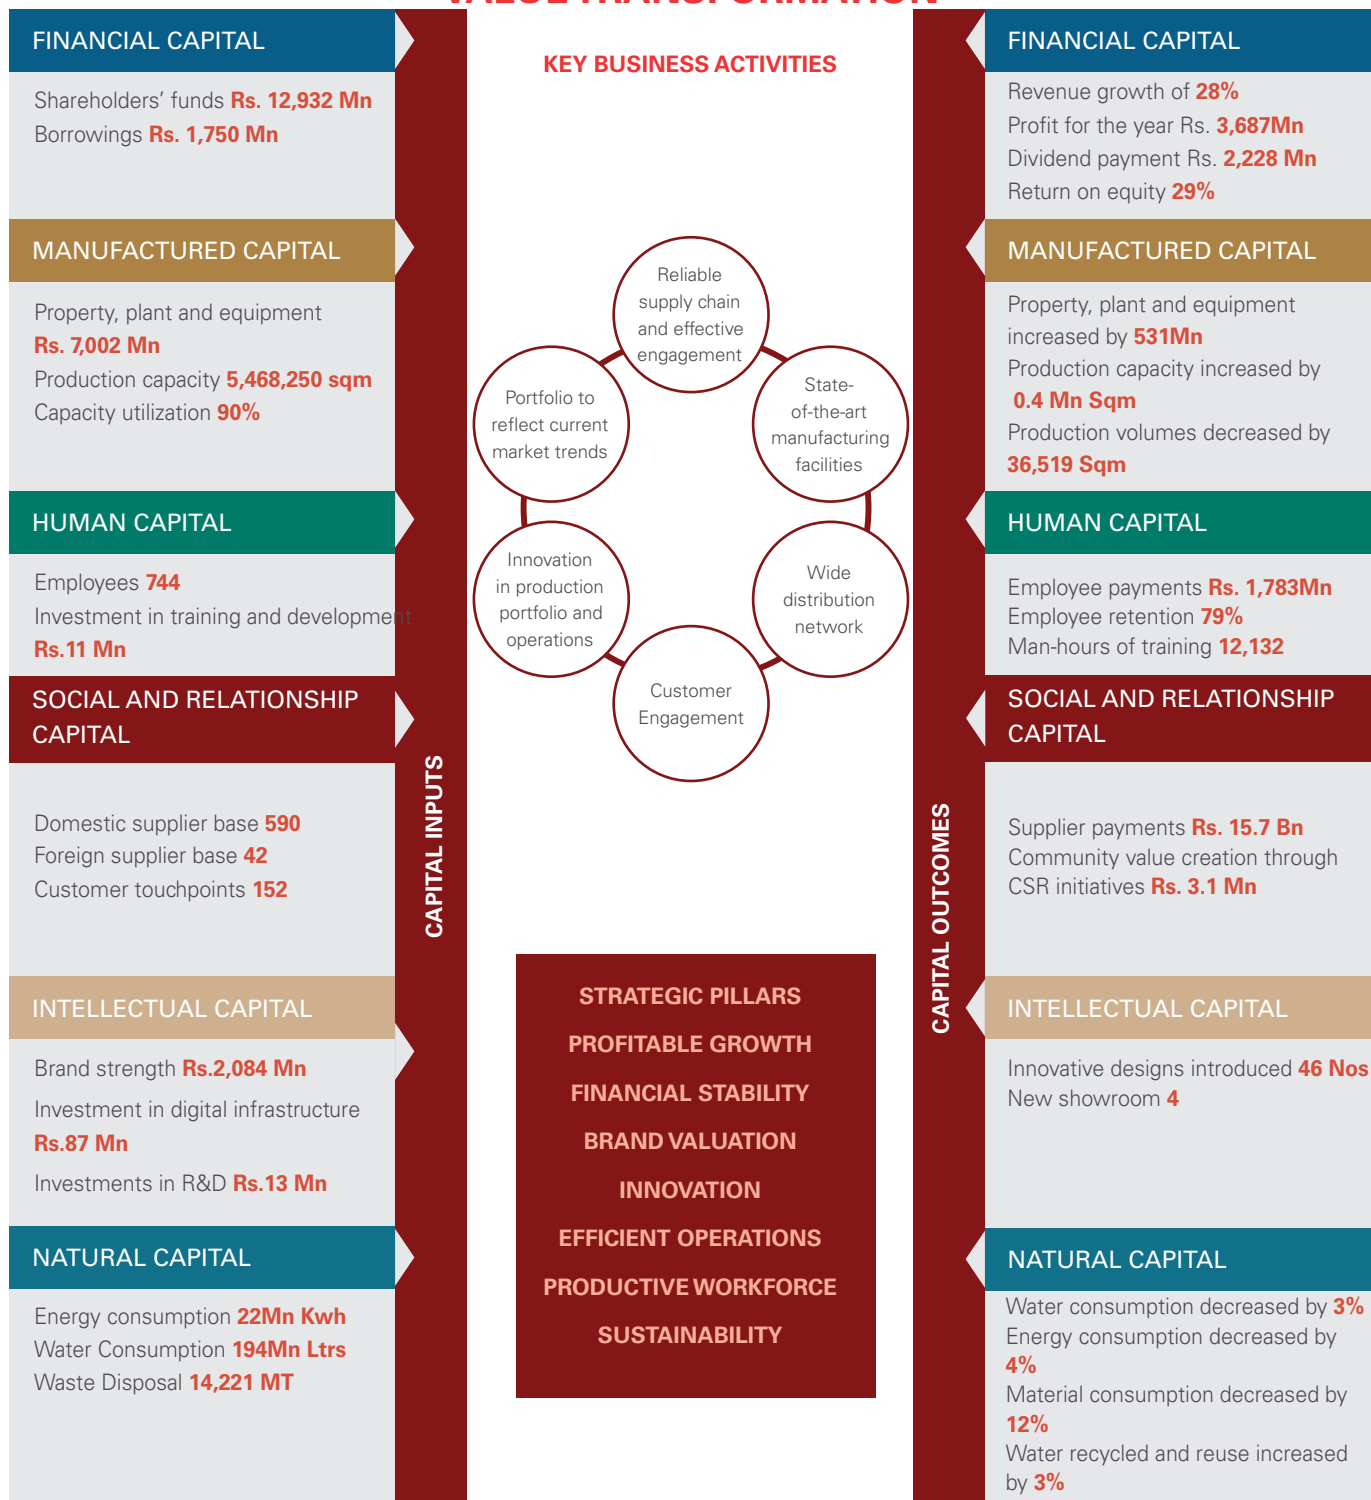 VALUE TRANSFORMATION
FINANCIAL CAPITAL
Shareholders’ funds Rs. 12,932 Mn
Borrowings Rs. 1,750 Mn
MANUFACTURED CAPITAL
Property, plant and equipment
Rs. 7,002 Mn
Production capacity 5,468,250 sqm
Capacity utilization 90%
HUMAN CAPITAL
Employees 744
Investment in training and development
Rs.11 Mn
SOCIAL AND RELATIONSHIP
CAPITAL
Domestic supplier base 590
Foreign supplier base 42
Customer touchpoints 152
INTELLECTUAL CAPITAL
Brand strength Rs.2,084 Mn
Investment in digital infrastructure
Rs.87 Mn
Investments in R&D Rs.13 Mn
NATURAL CAPITAL
Energy consumption 22Mn Kwh
Water Consumption 194Mn Ltrs
Waste Disposal 14,221 MT
CAPITAL INPUTS
KEY BUSINESS ACTIVITIES
Reliable
supply chain
and effective
engagement
State-
of-the-art
manufacturing
facilities
Wide
distribution
network
Customer
Engagement
Innovation
in production
portfolio and
operations
Portfolio to
reflect current
market trends
STRATEGIC PILLARS
PROFITABLE GROWTH
FINANCIAL STABILITY
BRAND VALUATION
INNOVATION
EFFICIENT OPERATIONS
PRODUCTIVE WORKFORCE
SUSTAINABILITY
CAPITAL OUTCOMES
FINANCIAL CAPITAL
Revenue growth of 28%
Profit for the year Rs. 3,687Mn
Dividend payment Rs. 2,228 Mn
Return on equity 29%
MANUFACTURED CAPITAL
Property, plant and equipment
increased by 531Mn
Production capacity increased by
0.4 Mn Sqm
Production volumes decreased by
36,519 Sqm
HUMAN CAPITAL
Employee payments Rs. 1,783Mn
Employee retention 79%
Man-hours of training 12,132
SOCIAL AND RELATIONSHIP
CAPITAL
Supplier payments Rs. 15.7 Bn
Community value creation through
CSR initiatives Rs. 3.1 Mn
INTELLECTUAL CAPITAL
Innovative designs introduced 46 Nos
New showroom 4
NATURAL CAPITAL
Water consumption decreased by 3%
Energy consumption decreased by
4%
Material consumption decreased by
12%
Water recycled and reuse increased
by 3%